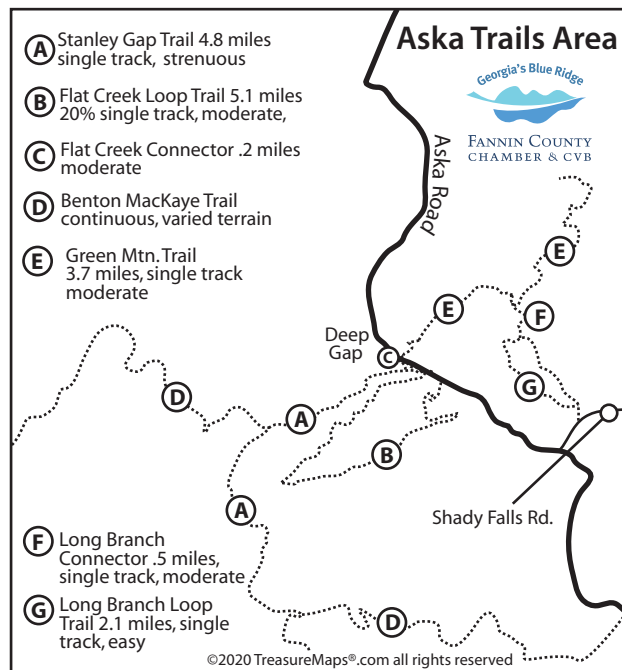 Aska Trails Area
Georgia's Blue Ridge
FANNIN COUNTY
CHAMBER & CVB
A Stanley Gap Trail 4.8 miles
single track, strenuous
B Flat Creek Loop Trail 5.1 miles
20% single track, moderate,
C Flat Creek Connector .2 miles
moderate
D Benton MacKaye Trail
continuous, varied terrain
E Green Mtn. Trail
3.7 miles, single track
moderate
Aska Road
E
E
F
Deep
Gap
C
G
D
A
B
A
Shady Falls Rd.
F Long Branch
Connector .5 miles,
single track, moderate
G Long Branch Loop
Trail 2.1 miles, single
track, easy
D
©2020 TreasureMaps®.com all rights reserved